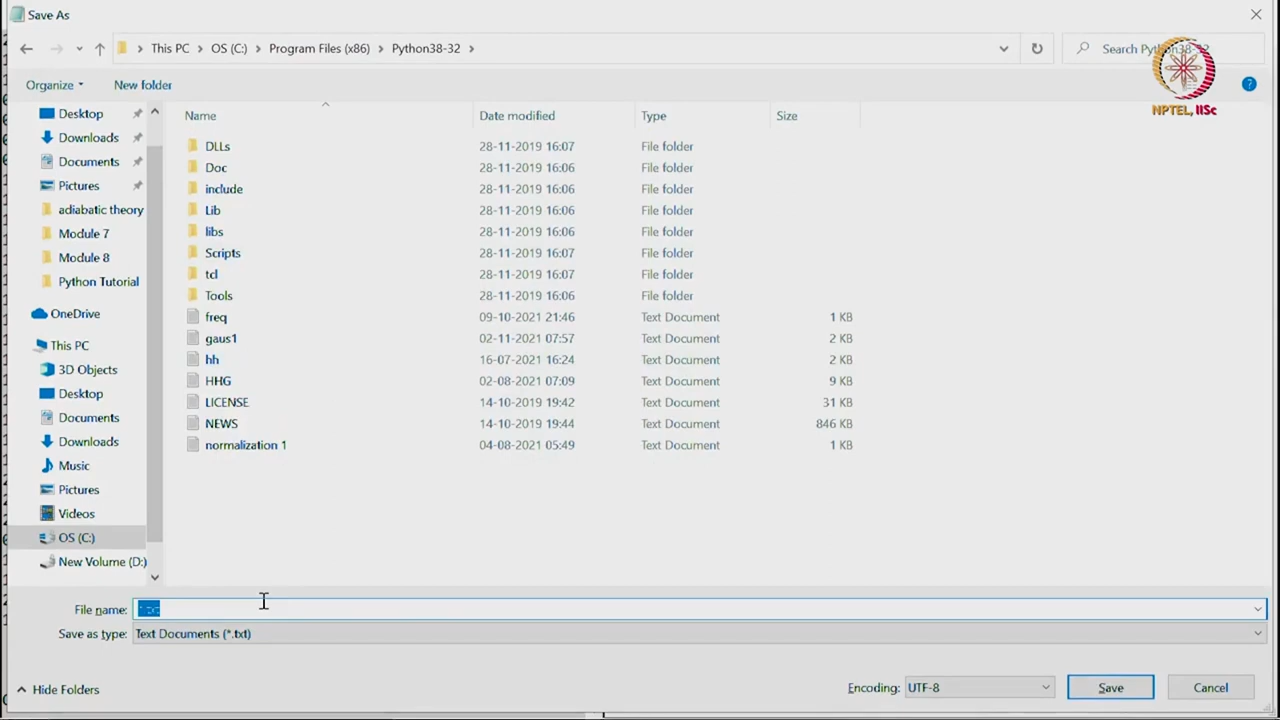 Save As
This PC > OS (C:) > Program Files (x86) > Python38-32 >
Search Python38-32
NPTEL, IISc
Organize
New folder
Name
Date modified
Type
Size
Desktop
Downloads
Documents
Pictures
adiabatic theory
Module 7
Module 8
Python Tutorial
OneDrive
This PC
3D Objects
Desktop
Documents
Downloads
Music
Pictures
Videos
OS (C:)
New Volume (D:)
DLLs 28-11-2019 16:07 File folder
Doc 28-11-2019 16:06 File folder
include 28-11-2019 16:06 File folder
Lib 28-11-2019 16:06 File folder
libs 28-11-2019 16:06 File folder
Scripts 28-11-2019 16:07 File folder
tcl 28-11-2019 16:07 File folder
Tools 28-11-2019 16:06 File folder
freq 09-10-2021 21:46 Text Document 1 KB
gaus1 02-11-2021 07:57 Text Document 2 KB
hh 16-07-2021 16:24 Text Document 2 KB
HHG 02-08-2021 07:09 Text Document 9 KB
LICENSE 14-10-2019 19:42 Text Document 31 KB
NEWS 14-10-2019 19:44 Text Document 846 KB
normalization 1 04-08-2021 05:49 Text Document 1 KB
File name: *.txt
Save as type: Text Documents (*.txt)
Hide Folders
Encoding: UTF-8
Save
Cancel